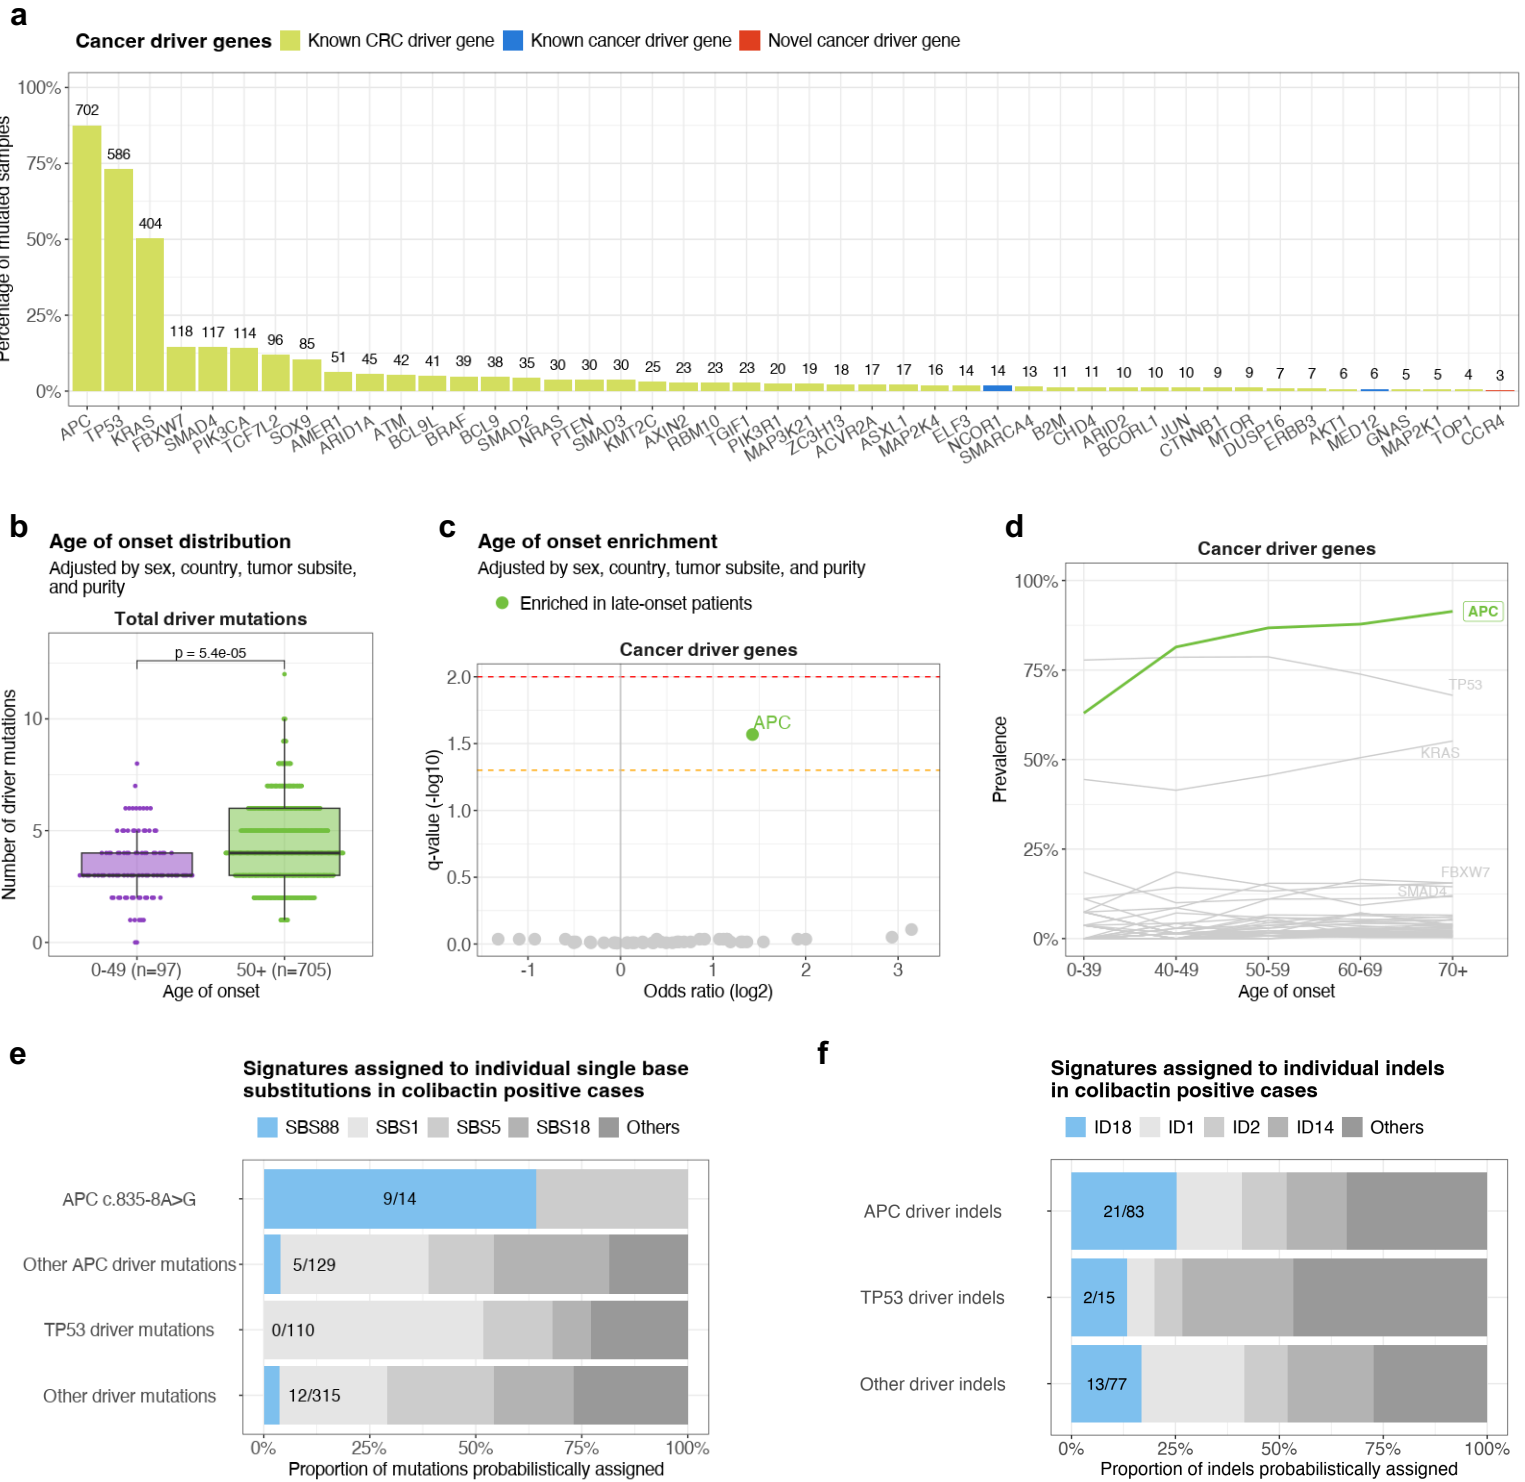 a
Cancer driver genes Known CRC driver gene Known cancer driver gene Novel cancer driver gene
Percentage of mutated samples
100%
75%
50%
25%
0%
702 586 404 118 117 114 96 85 51 45 42 41 39 38 35 30 30 30 25 23 23 23 20 19 18 17 17 16 14 14 13 11 11 10 10 10 9 9 7 7 6 6 5 5 4 3
APC TP53 KRAS FBXW7 SMAD4 PIK3CA TCF7L2 SOX9 AMER1 ARID1A ATM BCL9L BRAF BCL9 SMAD2 NRAS PTEN SMAD3 KMT2C AXIN2 RBM10 TGIF1 PIK3R1 MAP3K21 ZC3H13 ACVR2A ASXL1 MAP2K4 ELF3 NCOR1 SMARCA4 B2M CHD4 ARID2 BCORL1 JUN CTNNB1 MTOR DUSP16 ERBB3 AKT1 MED12 GNAS MAP2K1 TOP1 CCR4
b
Age of onset distribution
Adjusted by sex, country, tumor subsite,
and purity
Total driver mutations
p = 5.4e-05
Number of driver mutations
10
5
0
0-49 (n=97) 50+ (n=705)
Age of onset
c
Age of onset enrichment
Adjusted by sex, country, tumor subsite, and purity
Enriched in late-onset patients
Cancer driver genes
q-value (-log10)
2.0
1.5
1.0
0.5
0.0
APC
-1 0 1 2 3
Odds ratio (log2)
d
Cancer driver genes
Prevalence
100%
75%
50%
25%
0%
APC
TP53
KRAS
FBXW7
SMAD4
0-39 40-49 50-59 60-69 70+
Age of onset
e
Signatures assigned to individual single base
substitutions in colibactin positive cases
SBS88 SBS1 SBS5 SBS18 Others
APC c.835-8A>G 9/14
Other APC driver mutations 5/129
TP53 driver mutations 0/110
Other driver mutations 12/315
0% 25% 50% 75% 100%
Proportion of mutations probabilistically assigned
f
Signatures assigned to individual indels
in colibactin positive cases
ID18 ID1 ID2 ID14 Others
APC driver indels 21/83
TP53 driver indels 2/15
Other driver indels 13/77
0% 25% 50% 75% 100%
Proportion of indels probabilistically assigned